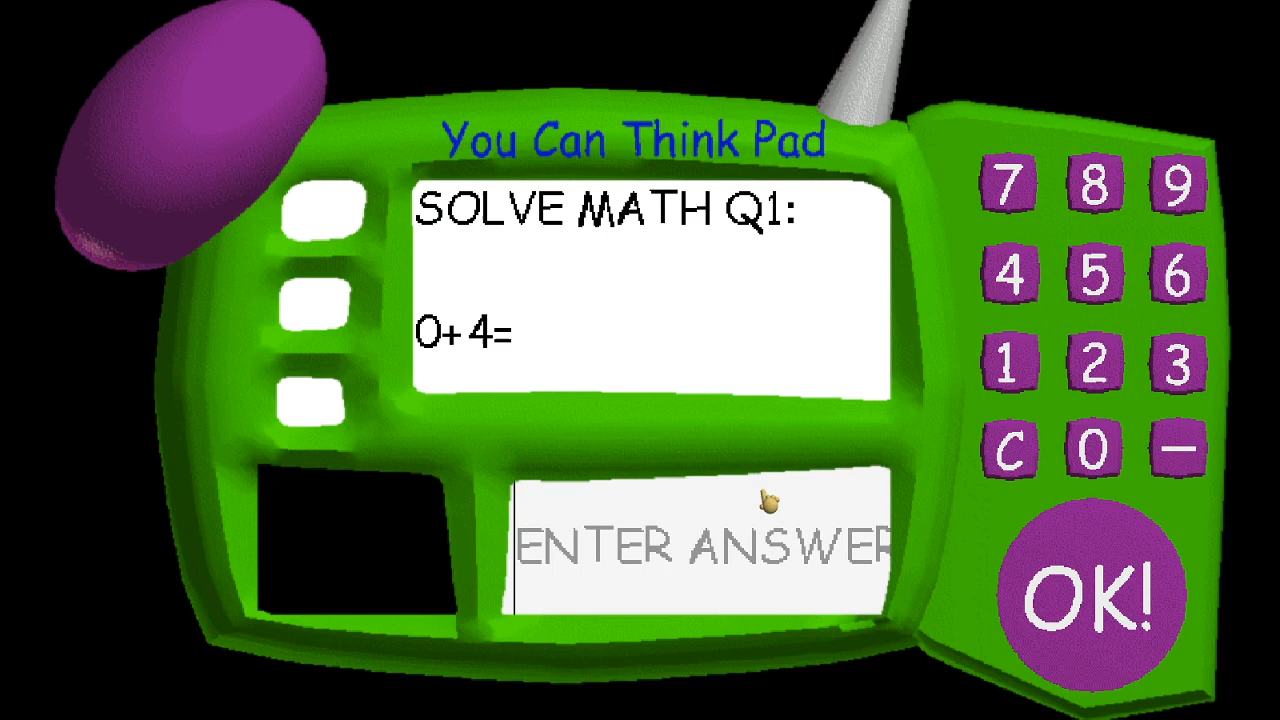 You Can Think Pad
SOLVE MATH Q1:
0+4=
ENTER ANSWER
7 8 9
4 5 6
1 2 3
C 0 –
OK!